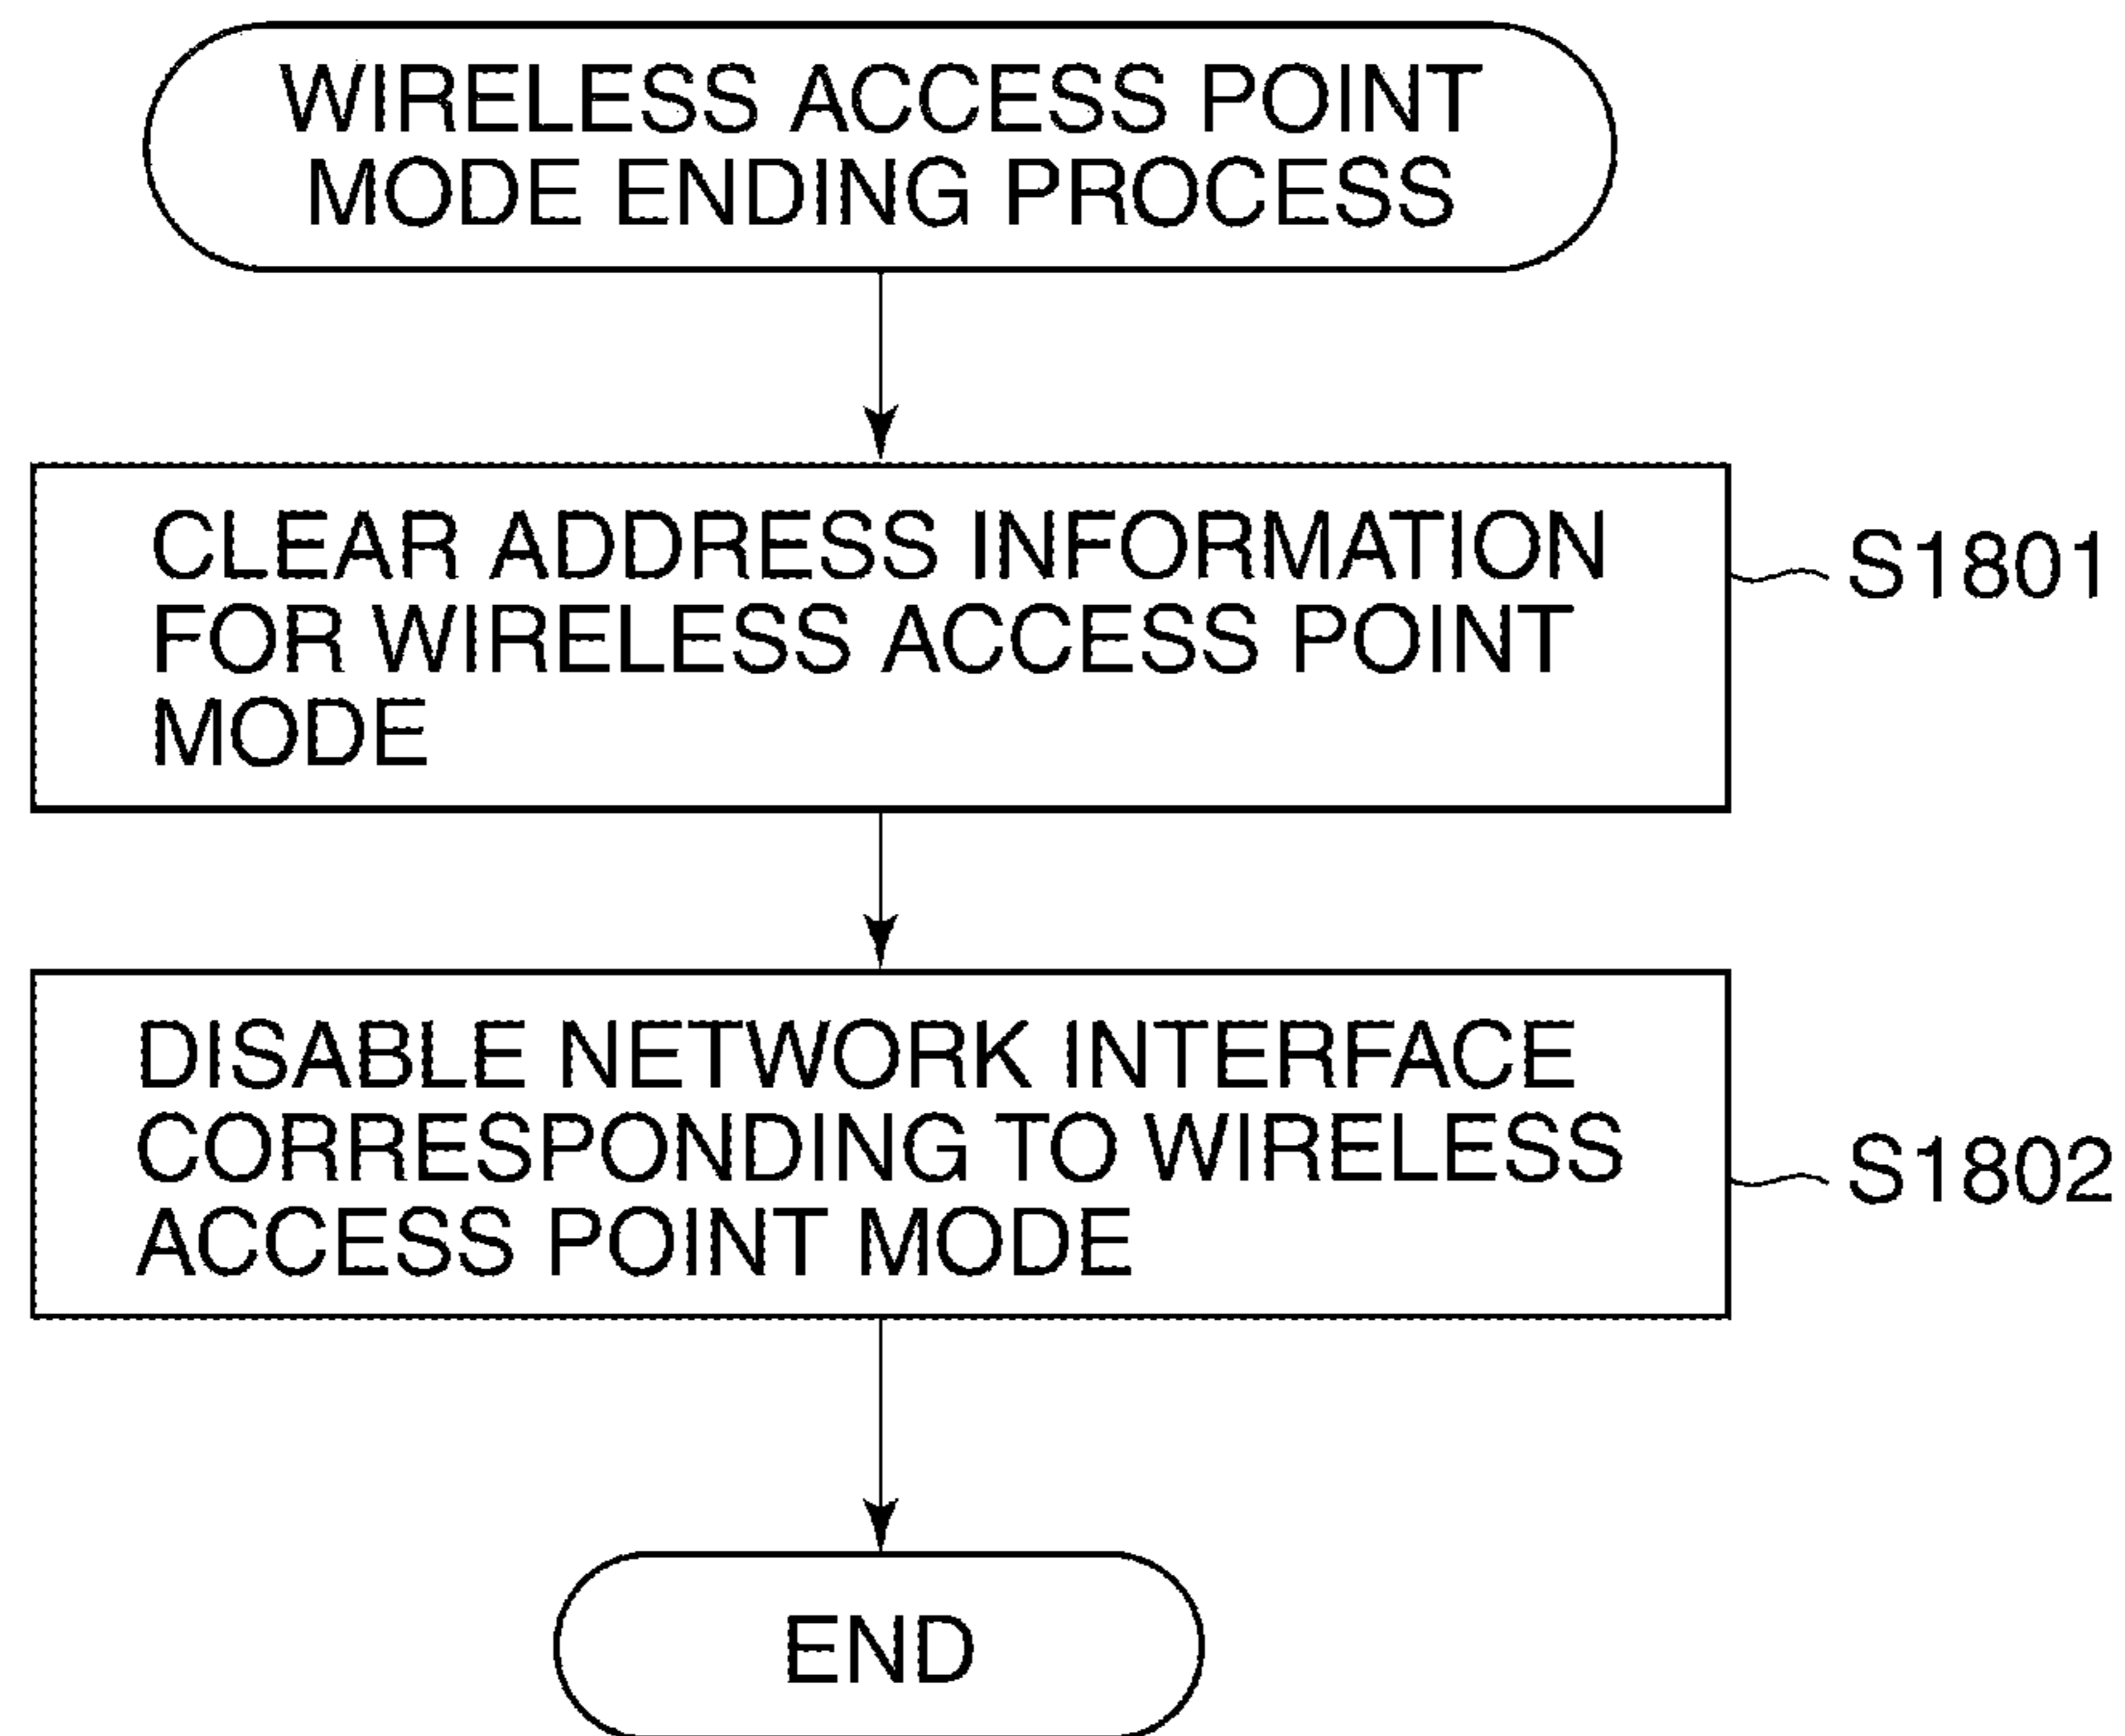 WIRELESS ACCESS POINT
MODE ENDING PROCESS
CLEAR ADDRESS INFORMATION
FOR WIRELESS ACCESS POINT
MODE
S1801
DISABLE NETWORK INTERFACE
CORRESPONDING TO WIRELESS
ACCESS POINT MODE
S1802
END